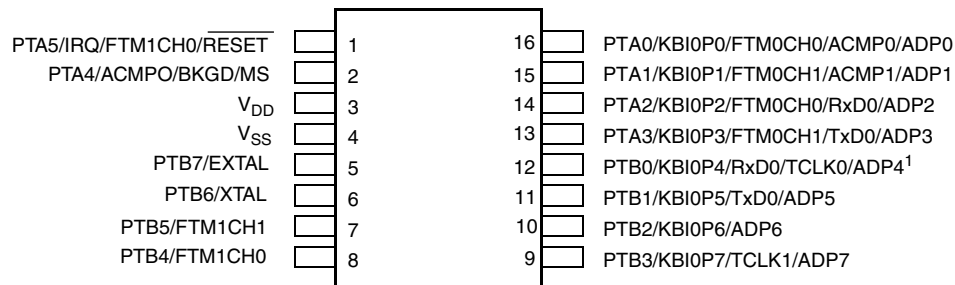 PTA5/IRQ/FTM1CH0/RESET 1 16 PTA0/KBI0P0/FTM0CH0/ACMP0/ADP0
PTA4/ACMPO/BKGD/MS 2 15 PTA1/KBI0P1/FTM0CH1/ACMP1/ADP1
VDD 3 14 PTA2/KBI0P2/FTM0CH0/RxD0/ADP2
VSS 4 13 PTA3/KBI0P3/FTM0CH1/TxD0/ADP3
PTB7/EXTAL 5 12 PTB0/KBI0P4/RxD0/TCLK0/ADP4¹
PTB6/XTAL 6 11 PTB1/KBI0P5/TxD0/ADP5
PTB5/FTM1CH1 7 10 PTB2/KBI0P6/ADP6
PTB4/FTM1CH0 8 9 PTB3/KBI0P7/TCLK1/ADP7